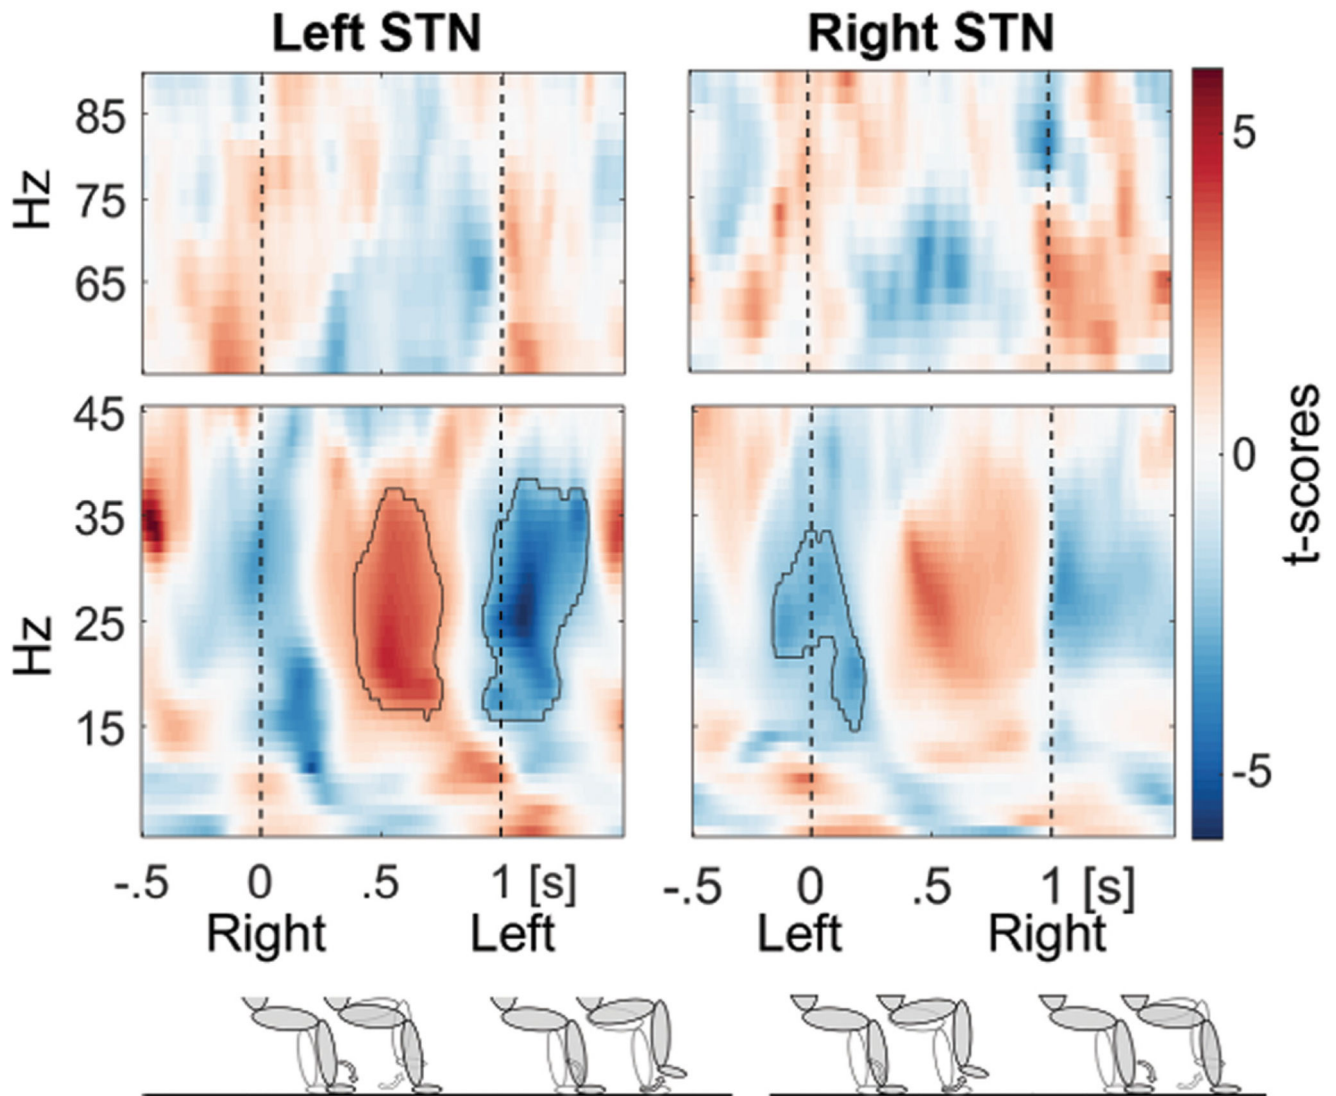 Left STN Right STN
Hz 85 75 65
Hz 45 35 25 15
5 0 -5 t-scores
-.5 0 .5 1 [s] -.5 0 .5 1 [s]
Right Left Left Right